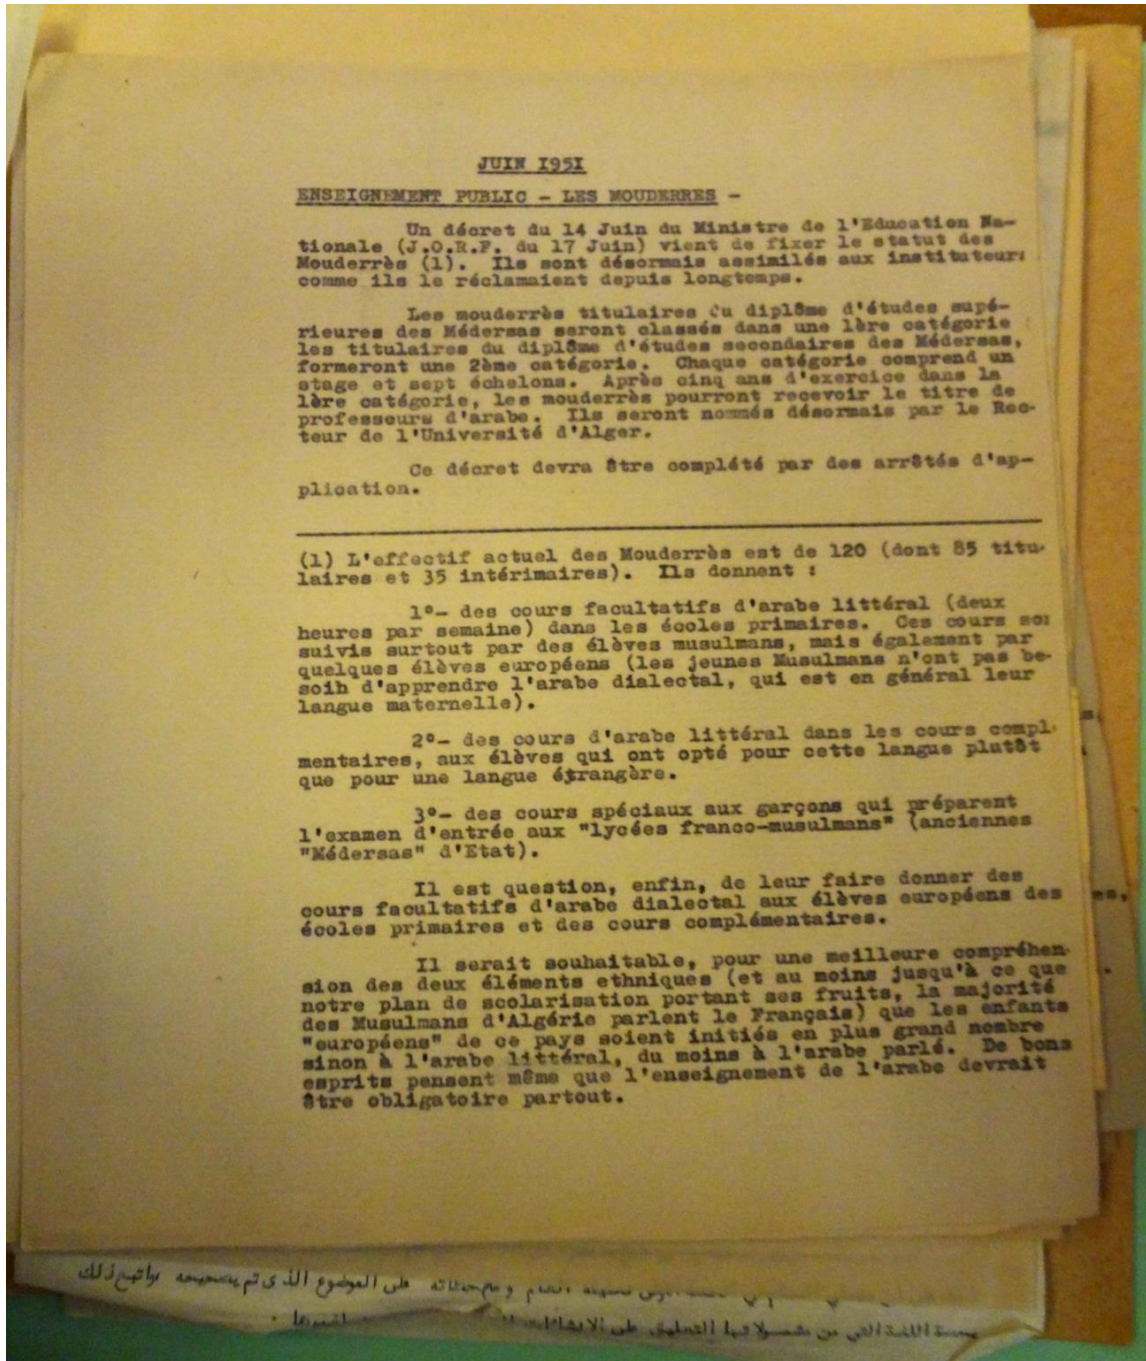 JUIN I95I
ENSEIGNEMENT PUBLIC - LES MOUDERRES -
Un décret du 14 Juin du Ministre de l'Education Na-
tionale (J.O.R.F. du 17 Juin) vient de fixer le statut des
Mouderrès (1). Ils sont désormais assimilés aux instituteur
comme ils le réclamaient depuis longtemps.
Les mouderrès titulaires du diplôme d'études supé-
rieures des Médersas seront classés dans une 1ère catégorie
les titulaires du diplôme d'études secondaires des Médersas,
formeront une 2ème catégorie. Chaque catégorie comprend un
stage et sept échelons. Après cinq ans d'exercice dans la
1ère catégorie, les mouderrès pourront recevoir le titre de
professeurs d'arabe. Ils seront nommés désormais par le Rec-
teur de l'Université d'Alger.
Ce décret devra être complété par des arrêtés d'ap-
plication.
(1) L'effectif actuel des Mouderrès est de 120 (dont 85 titu-
laires et 35 intérimaires). Ils donnent :
1°- des cours facultatifs d'arabe littéral (deux
heures par semaine) dans les écoles primaires. Ces cours so
suivis surtout par des élèves musulmans, mais également par
quelques élèves européens (les jeunes Musulmans n'ont pas be-
soih d'apprendre l'arabe dialectal, qui est en général leur
langue maternelle).
2°- des cours d'arabe littéral dans les cours compl
mentaires, aux élèves qui ont opté pour cette langue plutôt
que pour une langue étrangère.
3°- des cours spéciaux aux garçons qui préparent
l'examen d'entrée aux "lycées franco-musulmans" (anciennes
"Médersas" d'Etat).
Il est question, enfin, de leur faire donner des
cours facultatifs d'arabe dialectal aux élèves européens des
écoles primaires et des cours complémentaires.
Il serait souhaitable, pour une meilleure compréhen-
sion des deux éléments ethniques (et au moins jusqu'à ce que
notre plan de scolarisation portant ses fruits, la majorité
des Musulmans d'Algérie parlent le Français) que les enfants
"européens" de ce pays soient initiés en plus grand nombre
sinon à l'arabe littéral, du moins à l'arabe parlé. De bons
esprits pensent même que l'enseignement de l'arabe devrait
être obligatoire partout.
على الموضوع الذي تم تصحيحه
اللغة التي من التعليق على